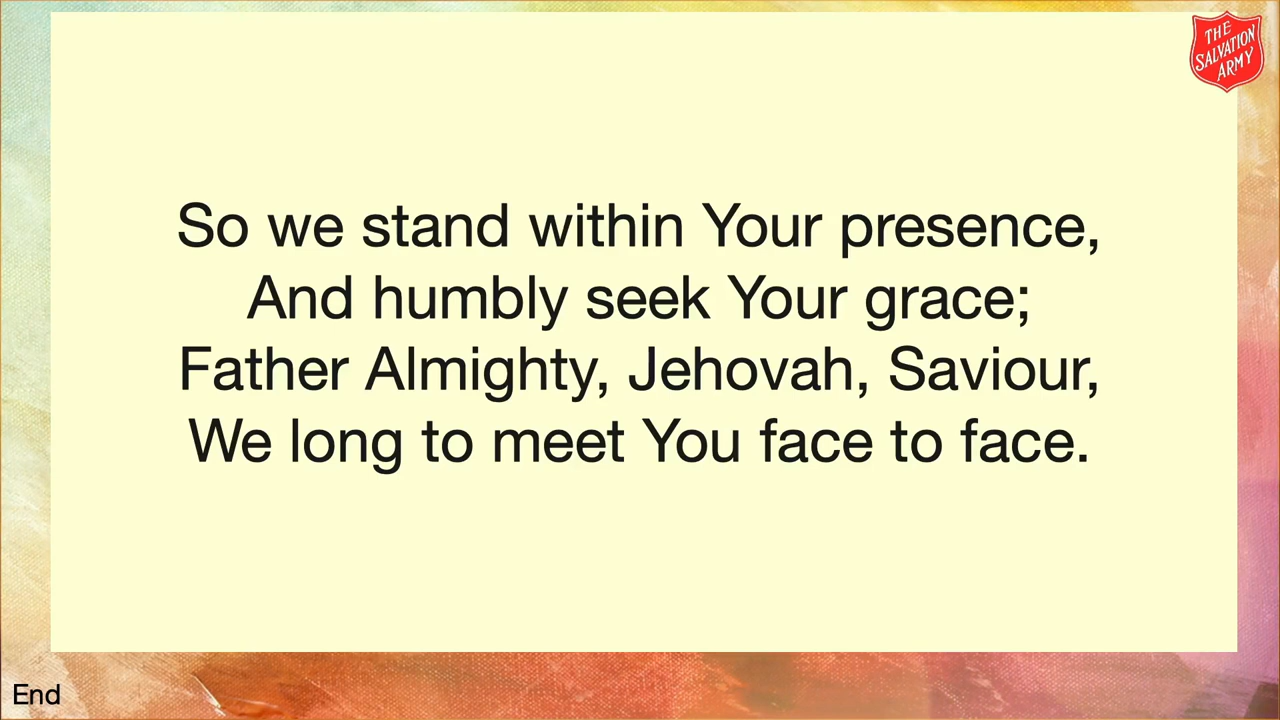 THE
SALVATION
ARMY
So we stand within Your presence,
And humbly seek Your grace;
Father Almighty, Jehovah, Saviour,
We long to meet You face to face.
End